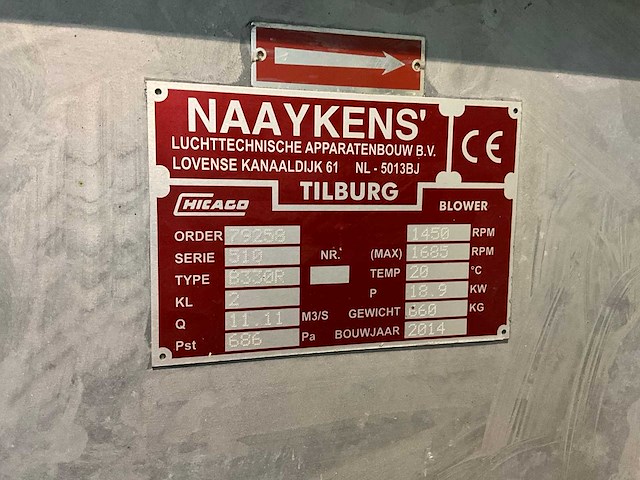 NAAYKENS'
LUCHTTECHNISCHE APPARATENBOUW B.V.
LOVENSE KANAALDIJK 61 NL - 5013BJ
TILBURG
CE
CHICAGO
BLOWER
ORDER 79258
SERIE 510
TYPE B330R
KL 2
Q 11.11 M3/S
Pst 686 Pa
NR.
1450 RPM
(MAX) 1685 RPM
TEMP 20 °C
P 18.9 KW
GEWICHT 660 KG
BOUWJAAR 2014